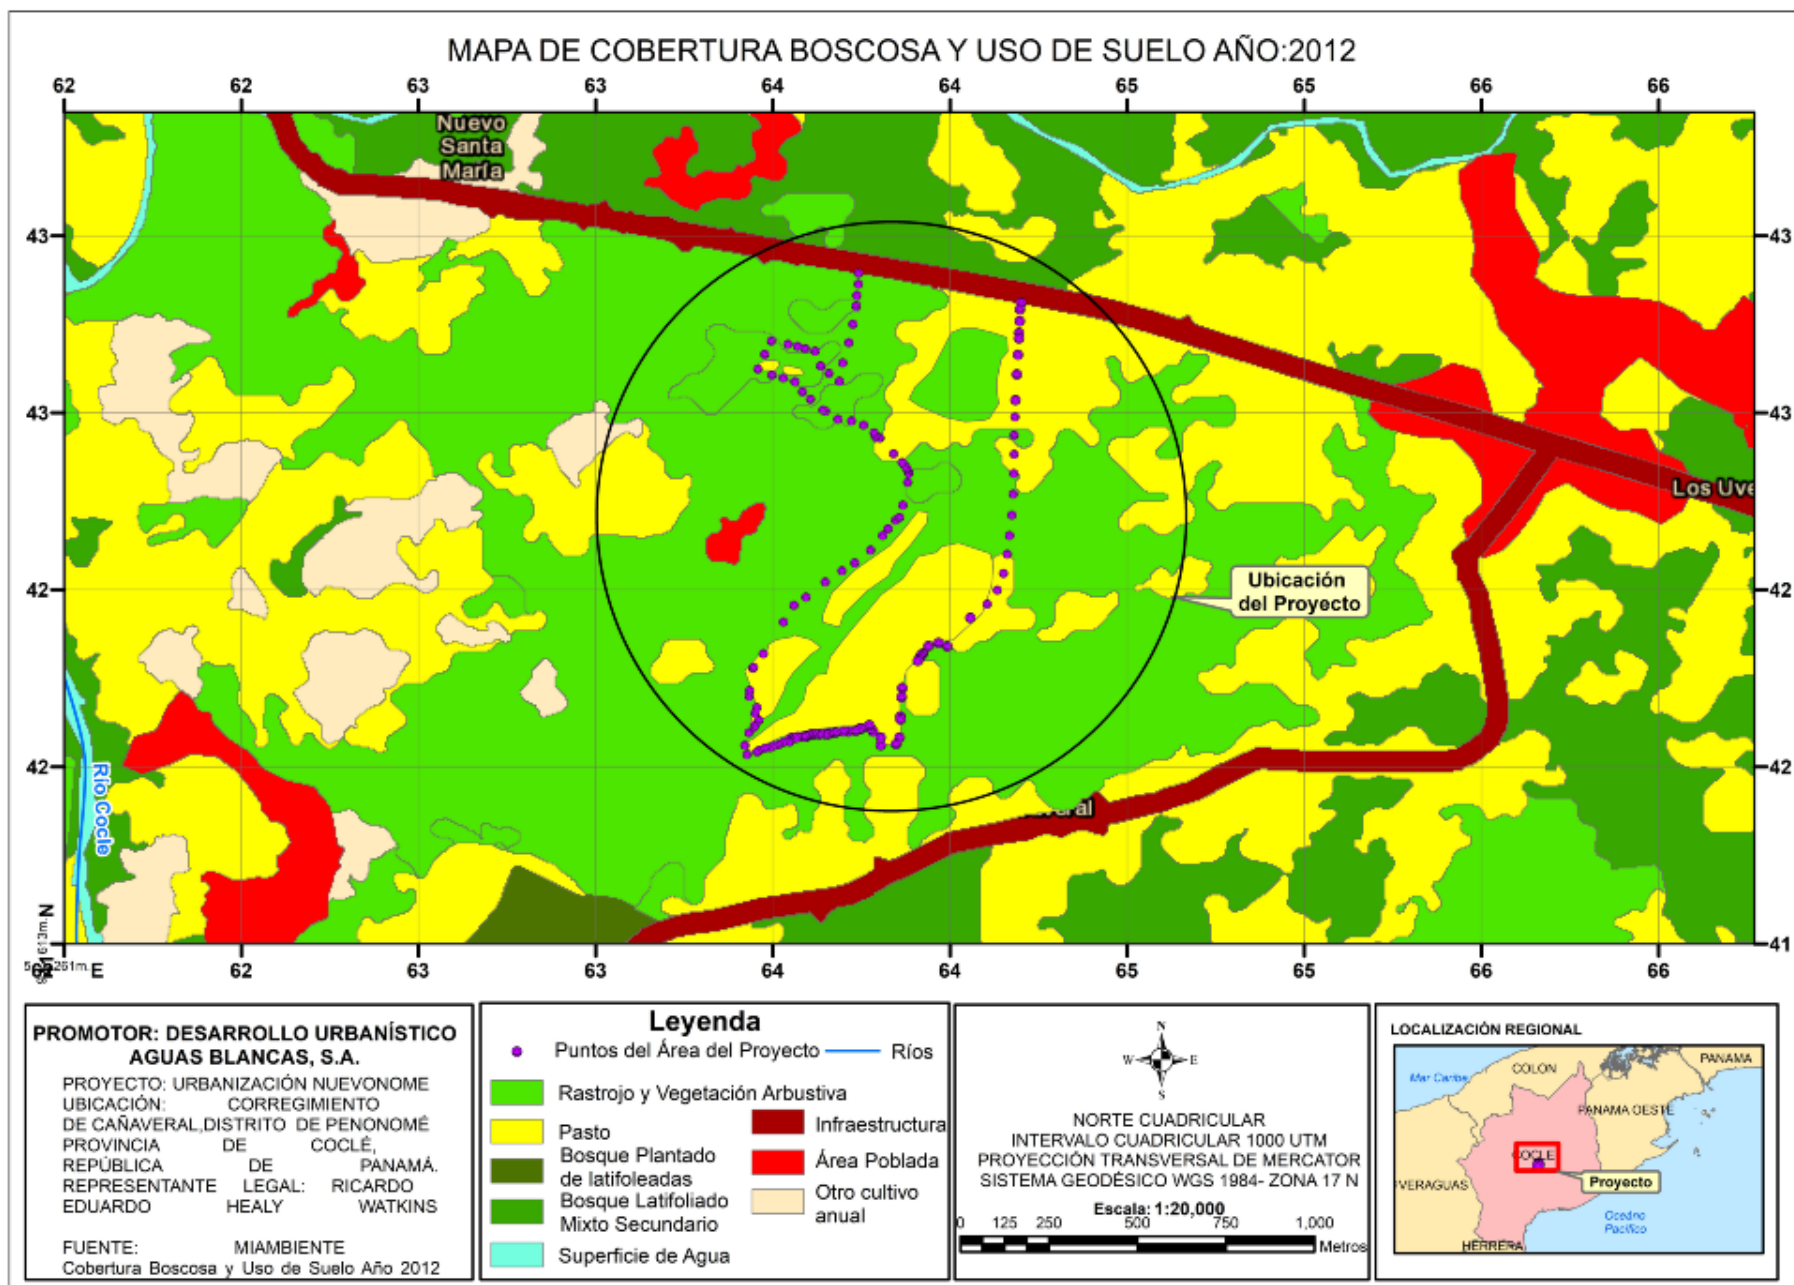 MAPA DE COBERTURA BOSCOSA Y USO DE SUELO AÑO:2012
62 62 63 63 64 64 65 65 66 66
Nuevo
Santa
María
43 43
43 43
Los Uve
42 42
Ubicación
del Proyecto
42 42
Río Cocle
41
N
613m.
261m. E
62 63 63 64 64 65 65 66 66
PROMOTOR: DESARROLLO URBANÍSTICO
AGUAS BLANCAS, S.A.
PROYECTO: URBANIZACIÓN NUEVONOME
UBICACIÓN: CORREGIMIENTO
DE CAÑAVERAL,DISTRITO DE PENONOMÉ
PROVINCIA DE COCLÉ,
REPÚBLICA DE PANAMÁ.
REPRESENTANTE LEGAL: RICARDO
EDUARDO HEALY WATKINS
FUENTE: MIAMBIENTE
Cobertura Boscosa y Uso de Suelo Año 2012
Leyenda
Puntos del Área del Proyecto
Ríos
Rastrojo y Vegetación Arbustiva
Pasto
Bosque Plantado
de latifoleadas
Bosque Latifoliado
Mixto Secundario
Superficie de Agua
Infraestructura
Área Poblada
Otro cultivo
anual
N
W E
S
NORTE CUADRICULAR
INTERVALO CUADRICULAR 1000 UTM
PROYECCIÓN TRANSVERSAL DE MERCATOR
SISTEMA GEODÉSICO WGS 1984- ZONA 17 N
Escala: 1:20,000
0 125 250 500 750 1,000
Metros
LOCALIZACIÓN REGIONAL
Mar Caribe
COLON
PANAMA
PANAMA OESTE
COCLE
VERAGUAS
Proyecto
Oceáno
Pacífico
HERRERA